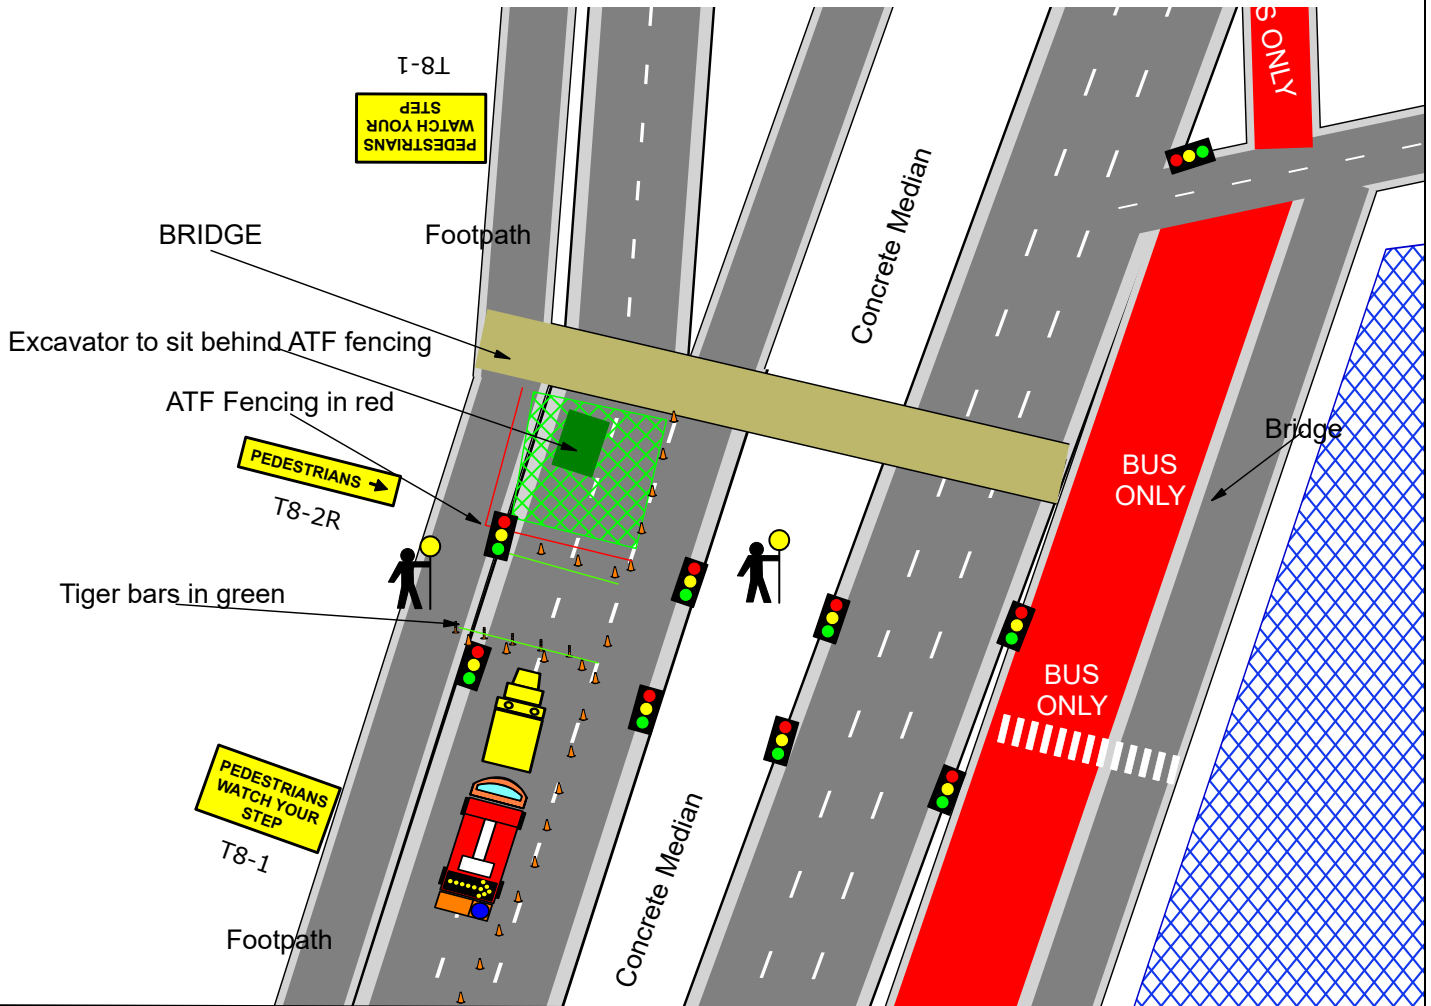 T8-1
PEDESTRIANS
WATCH YOUR
STEP
S ONLY
BRIDGE
Footpath
Concrete Median
Excavator to sit behind ATF fencing
ATF Fencing in red
Bridge
PEDESTRIANS
T8-2R
BUS
ONLY
Tiger bars in green
BUS
ONLY
PEDESTRIANS
WATCH YOUR
STEP
T8-1
Concrete Median
Footpath